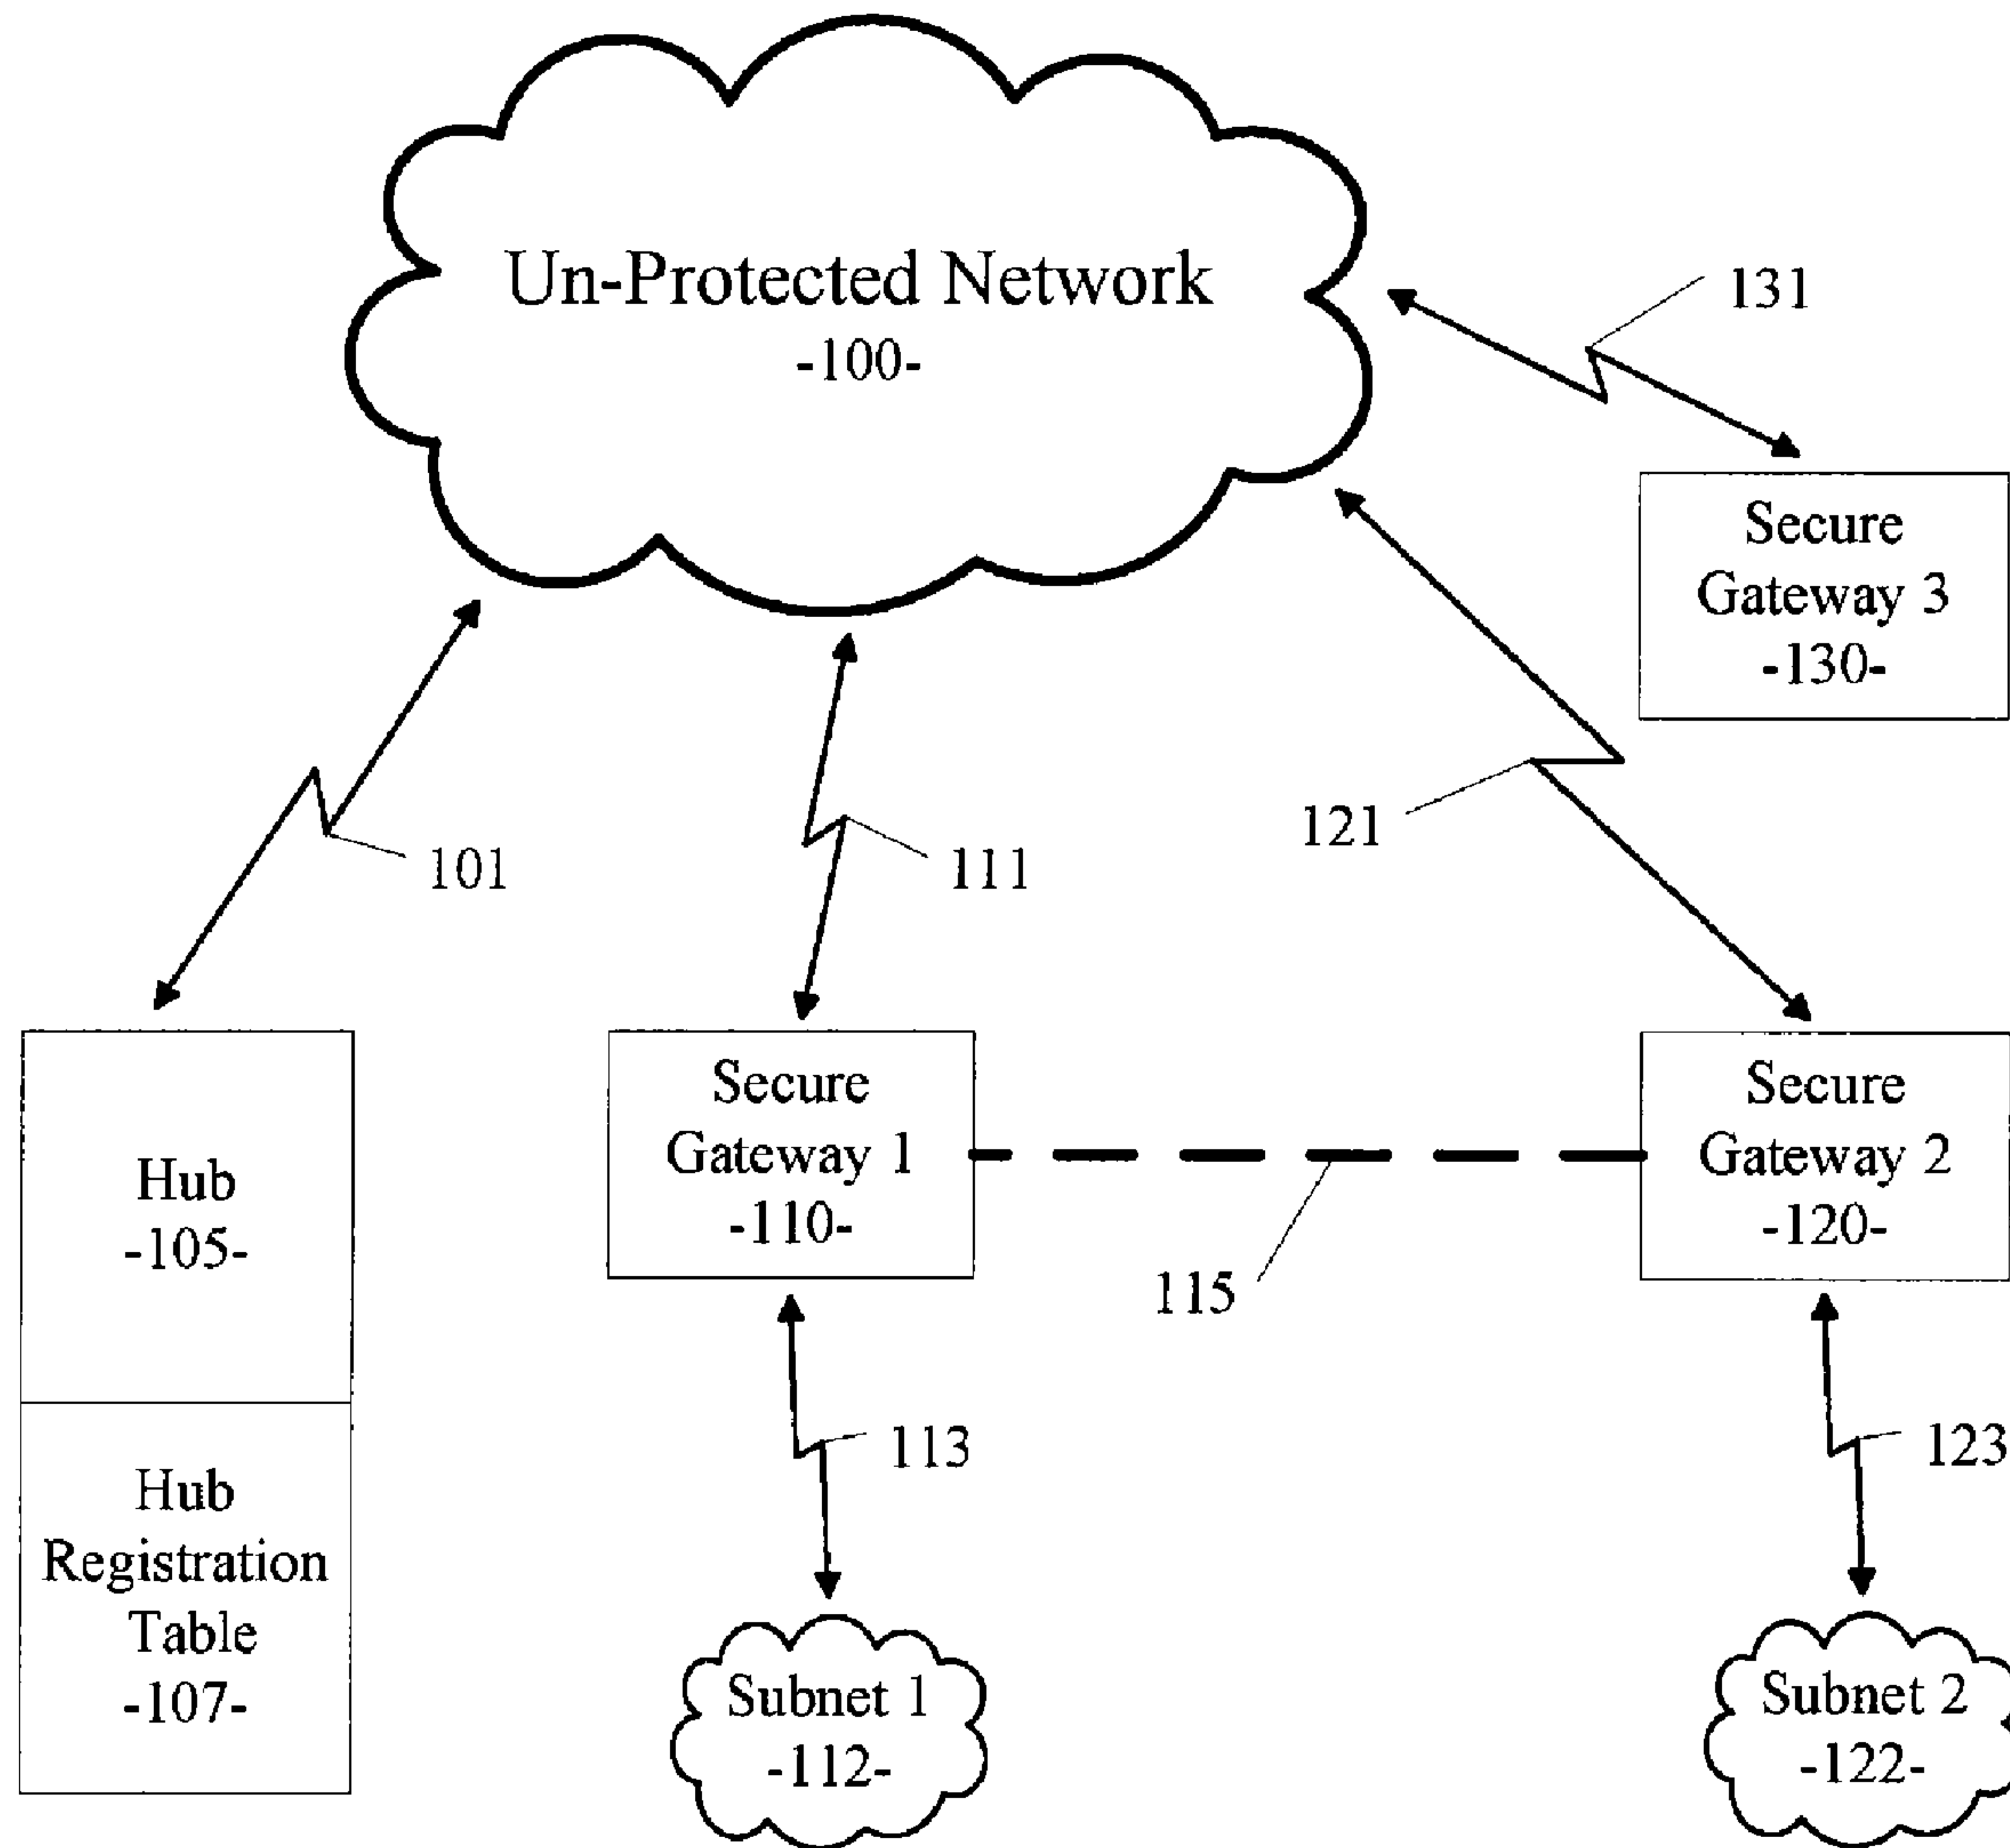 Un-Protected Network
-100-
131
Secure
Gateway 3
-130-
101
111
121
Hub
-105-
Secure
Gateway 1
-110-
115
Secure
Gateway 2
-120-
Hub
Registration
Table
-107-
113
123
Subnet 1
-112-
Subnet 2
-122-